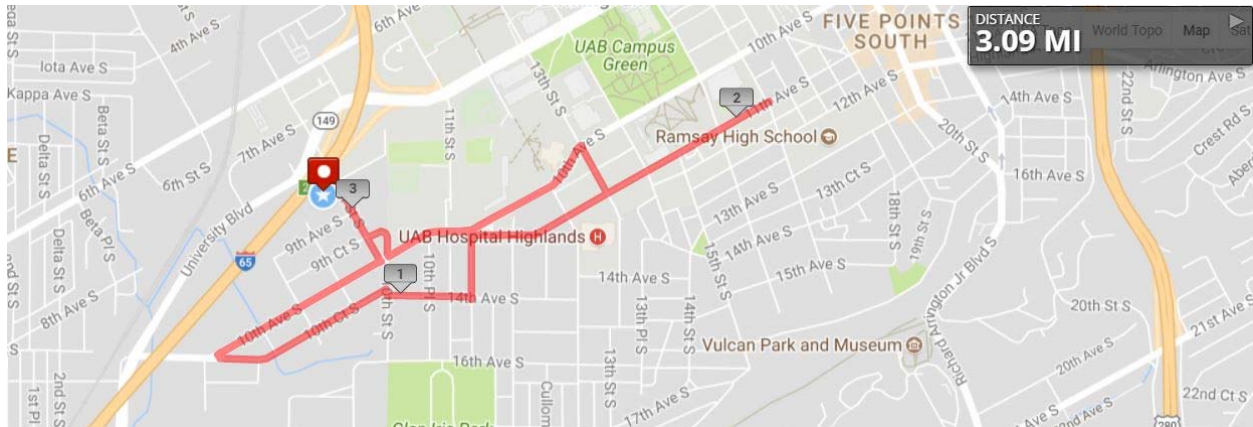 DISTANCE
3.09 MI
World Topo
Map
FIVE POINTS
SOUTH
6th Ave S
10th Ave S
4th Ave S
Iota Ave S
Kappa Ave S
UAB Campus
Green
13th St S
11th St S
11th Ave S
12th Ave S
14th Ave S
Arlington Ave S
22nd St S
Crest Rd S
149
7th Ave S
6th Ave S
6th St S
Beta St S
Delta St S
E
2
Ramsay High School
20th St S
16th Ave S
10th Ave S
13th Ct S
3
13th Ave S
14th Ave S
15th Ave S
15th St S
18th St S
19th St S
University Blvd
9th Ave S
9th Ct S
UAB Hospital Highlands
H
65
Beta Pl S
Delta St S
8th Ave S
1
10th Pl S
14th Ave S
14th Ave S
10th Ave S
10th Ct S
13th Pl S
14th St S
Richard Arrington Jr Blvd S
20th St S
21st Ave S
20th Ave S
Vulcan Park and Museum
16th Ave S
13th St S
17th Ave S
22nd Ct S
S
2nd St S
1st Pl S
280